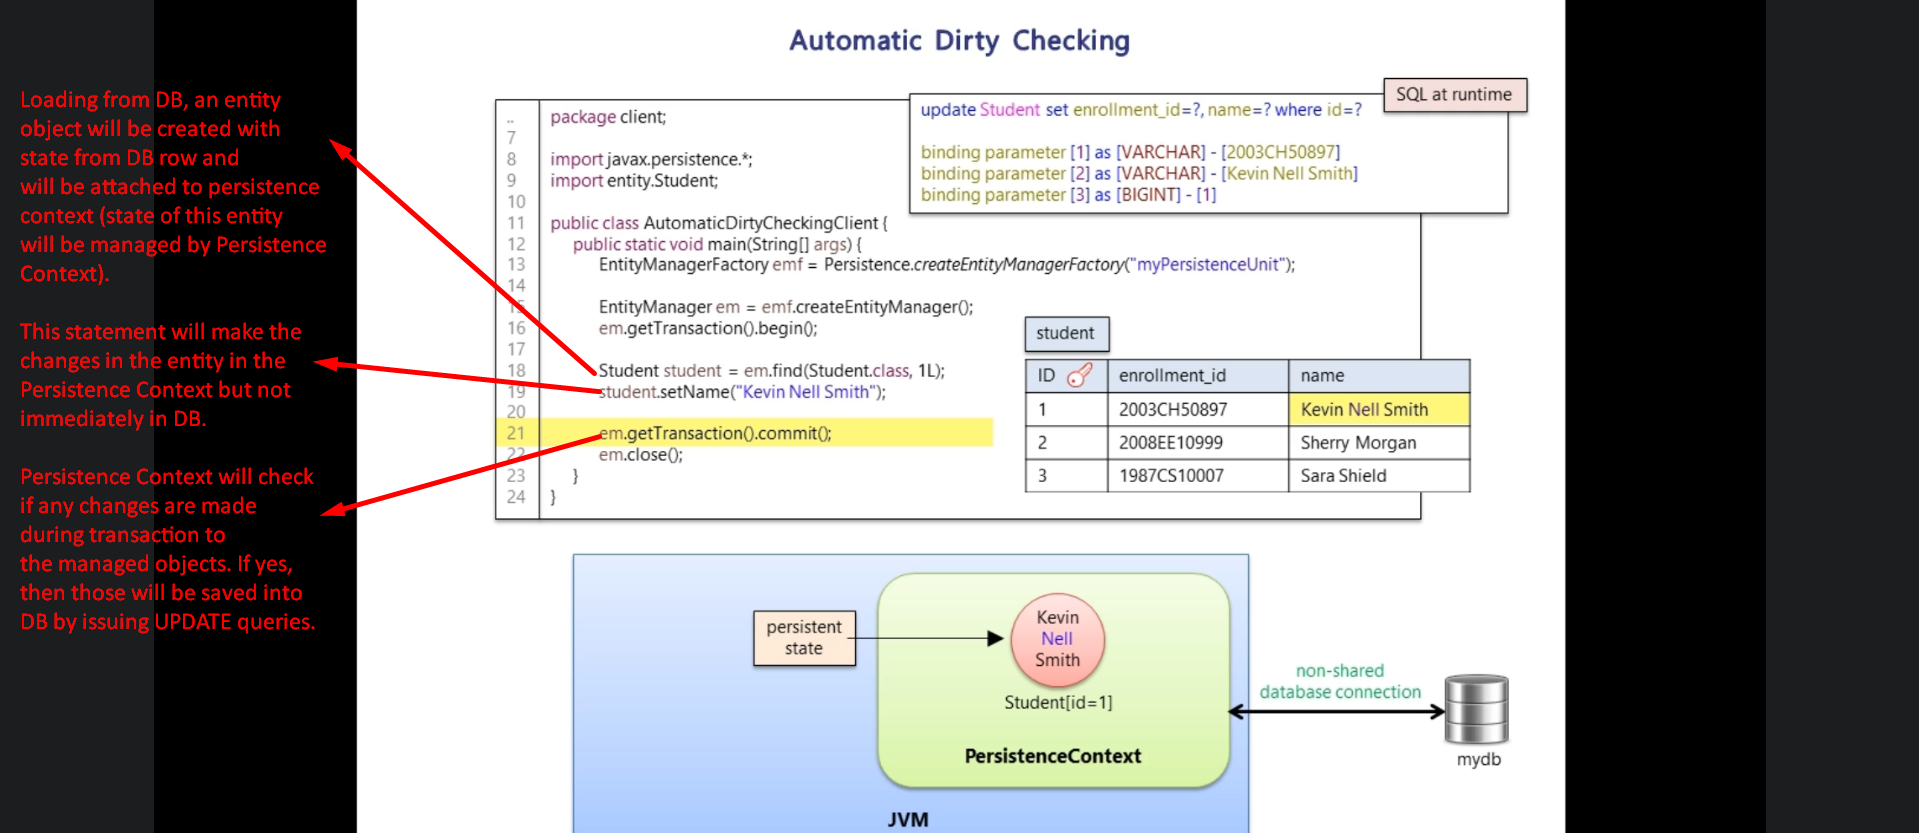 Automatic Dirty Checking
Loading from DB, an entity
object will be created with
state from DB row and
will be attached to persistence
context (state of this entity
will be managed by Persistence
Context).
This statement will make the
changes in the entity in the
Persistence Context but not
immediately in DB.
Persistence Context will check
if any changes are made
during transaction to
the managed objects. If yes,
then those will be saved into
DB by issuing UPDATE queries.
.. package client;
7
8 import javax.persistence.*;
9 import entity.Student;
10
11 public class AutomaticDirtyCheckingClient {
12 public static void main(String[] args) {
13 EntityManagerFactory emf = Persistence.createEntityManagerFactory("myPersistenceUnit");
14
15 EntityManager em = emf.createEntityManager();
16 em.getTransaction().begin();
17
18 Student student = em.find(Student.class, 1L);
19 student.setName("Kevin Nell Smith");
20
21 em.getTransaction().commit();
22 em.close();
23 }
24 }
SQL at runtime
update Student set enrollment_id=?, name=? where id=?
binding parameter [1] as [VARCHAR] - [2003CH50897]
binding parameter [2] as [VARCHAR] - [Kevin Nell Smith]
binding parameter [3] as [BIGINT] - [1]
student
ID enrollment_id name
1 2003CH50897 Kevin Nell Smith
2 2008EE10999 Sherry Morgan
3 1987CS10007 Sara Shield
persistent
state
Kevin
Nell
Smith
Student[id=1]
PersistenceContext
JVM
non-shared
database connection
mydb